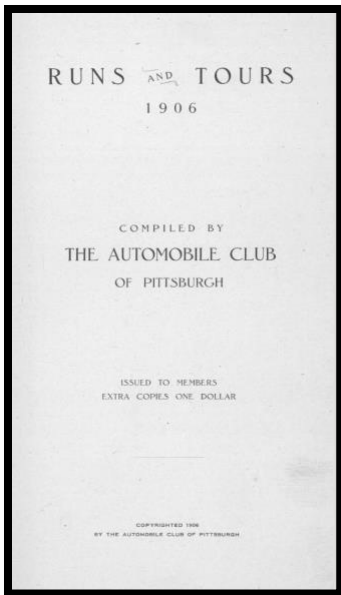 RUNS AND TOURS
1906
COMPILED BY
THE AUTOMOBILE CLUB
OF PITTSBURGH
ISSUED TO MEMBERS
EXTRA COPIES ONE DOLLAR
COPYRIGHTED 1906
BY THE AUTOMOBILE CLUB OF PITTSBURGH